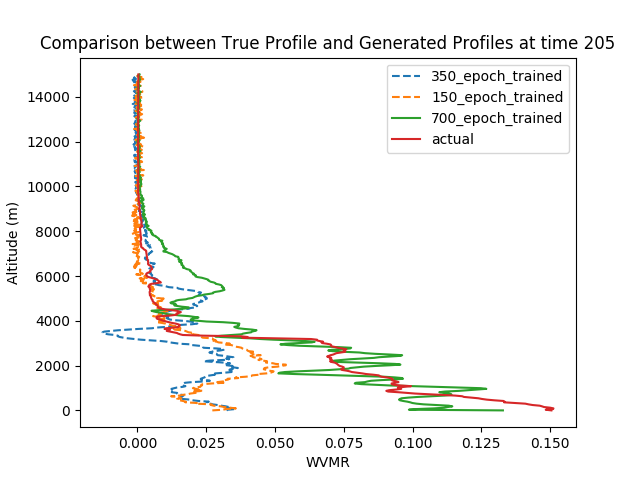 Comparison between True Profile and Generated Profiles at time 205
350_epoch_trained
150_epoch_trained
700_epoch_trained
actual
Altitude (m)
14000
12000
10000
8000
6000
4000
2000
0
0.000 0.025 0.050 0.075 0.100 0.125 0.150
WVMR